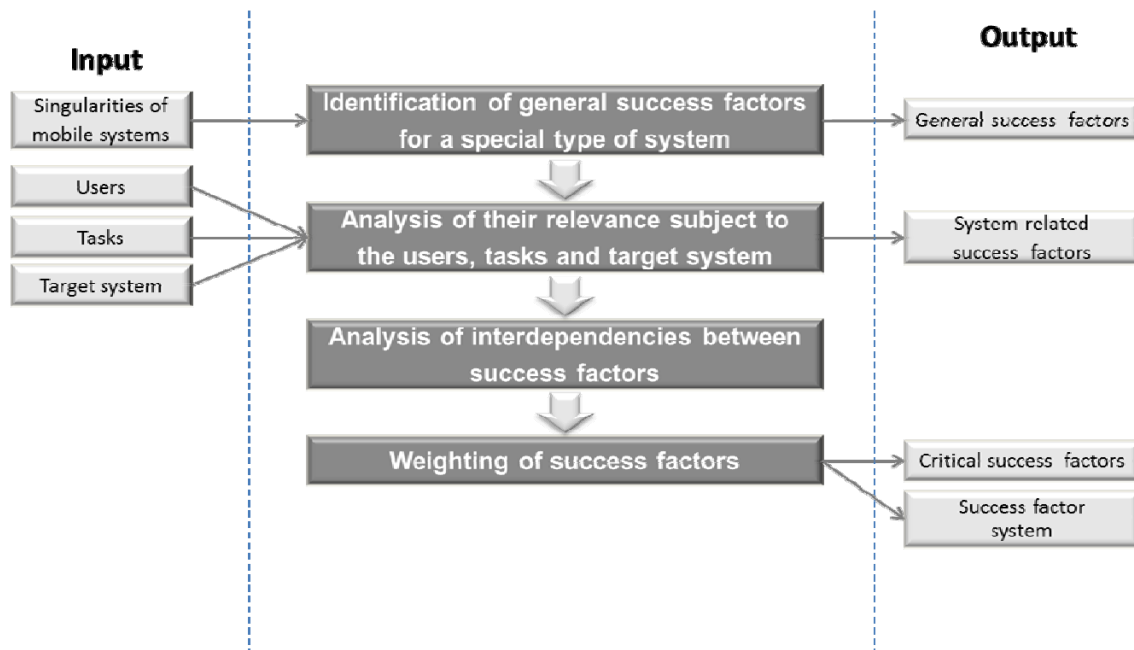 Input
Output
Singularities of
mobile systems
Identification of general success factors
for a special type of system
General success factors
Users
Tasks
Target system
Analysis of their relevance subject to
the users, tasks and target system
System related
success factors
Analysis of interdependencies between
success factors
Weighting of success factors
Critical success factors
Success factor
system